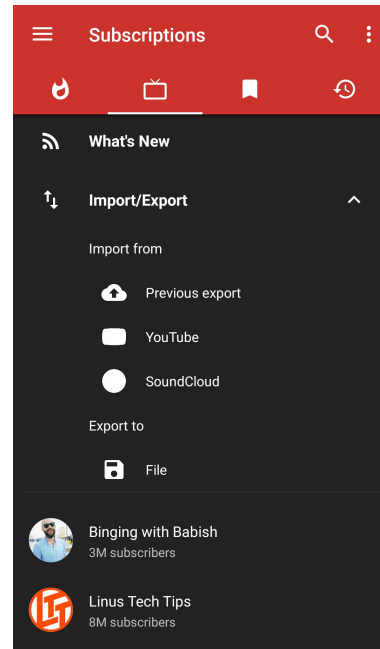 Subscriptions
What's New
Import/Export
Import from
Previous export
YouTube
SoundCloud
Export to
File
Binging with Babish
3M subscribers
LTT
Linus Tech Tips
8M subscribers